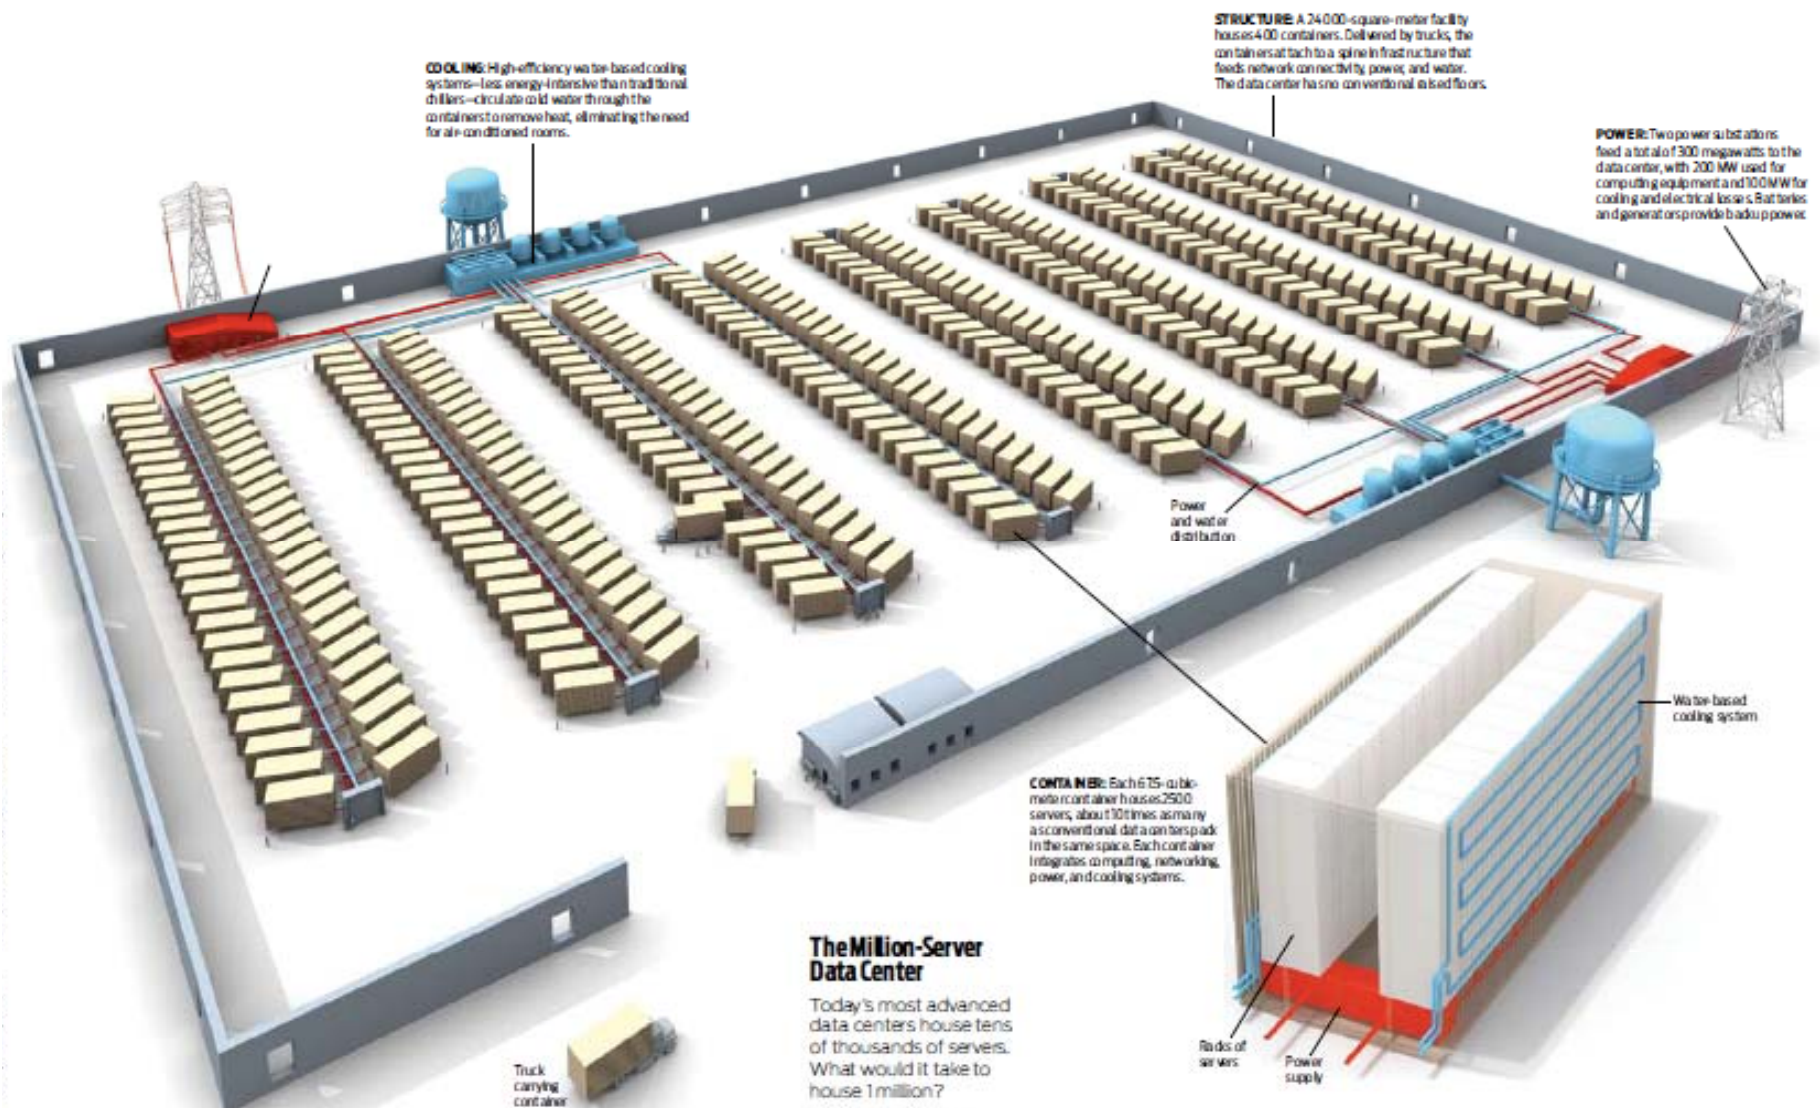 STRUCTURE: A 24 000-square-meter facility
houses 400 containers. Delivered by trucks, the
containers attach to a spine infrastructure that
feeds network connectivity, power, and water.
The data center has no conventional raised floors.
COOLING: High-efficiency water-based cooling
systems—less energy-intensive than traditional
chillers—circulate cold water through the
containers to remove heat, eliminating the need
for air-conditioned rooms.
POWER: Two power substations
feed a total of 300 megawatts to the
data center, with 200 MW used for
computing equipment and 100 MW for
cooling and electrical losses. Batteries
and generators provide backup power.
Power
and water
distribution
Water-based
cooling system
CONTAINER: Each 67.5-cubic-
meter container houses 2500
servers, about 10 times as many
as conventional data centers pack
in the same space. Each container
integrates computing, networking,
power, and cooling systems.
The Million-Server
Data Center
Today's most advanced
data centers house tens
of thousands of servers.
What would it take to
house 1 million?
Racks of
servers
Power
supply
Truck
carrying
container